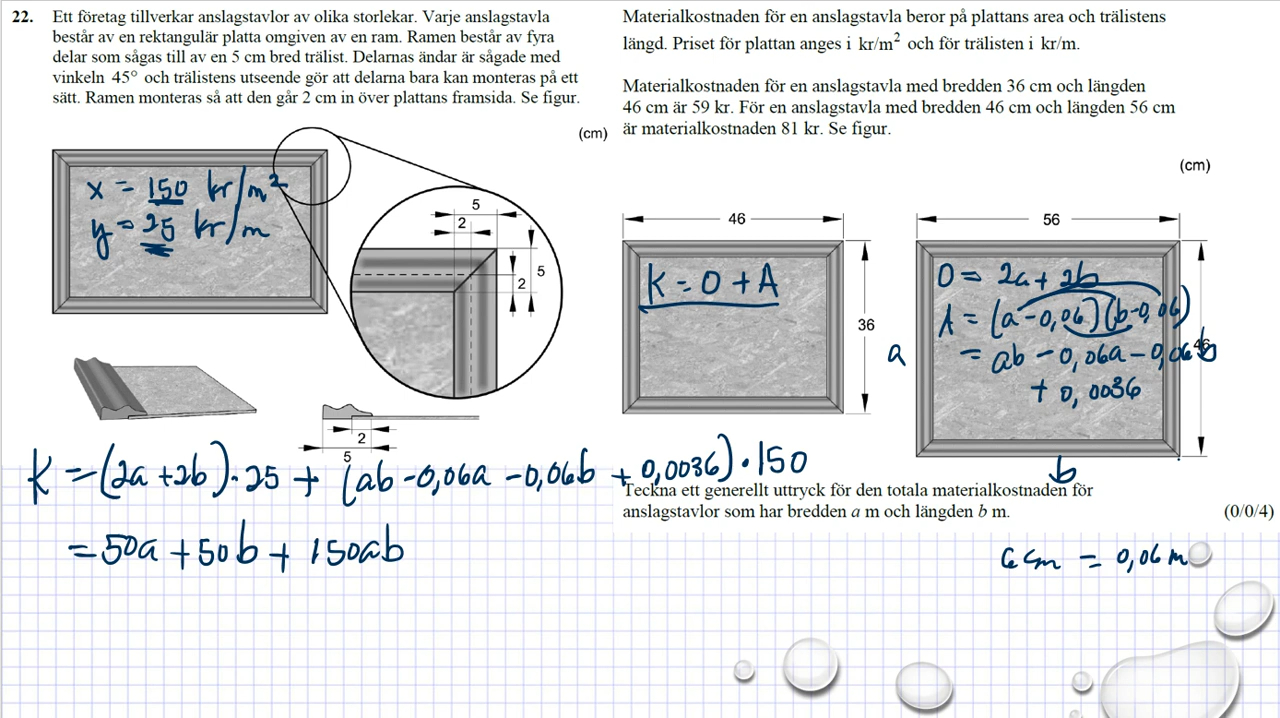 22. Ett företag tillverkar anslagstavlor av olika storlekar. Varje anslagstavla
består av en rektangulär platta omgiven av en ram. Ramen består av fyra
delar som sågas till av en 5 cm bred trälist. Delarnas ändar är sågade med
vinkeln 45° och trälistens utseende gör att delarna bara kan monteras på ett
sätt. Ramen monteras så att den går 2 cm in över plattans framsida. Se figur.
(cm)
x = 150 kr/m²
y = 25 kr/m
5
2
5
2
2
5
Materialkostnaden för en anslagstavla beror på plattans area och trälistens
längd. Priset för plattan anges i kr/m² och för trälisten i kr/m.
Materialkostnaden för en anslagstavla med bredden 36 cm och längden
46 cm är 59 kr. För en anslagstavla med bredden 46 cm och längden 56 cm
är materialkostnaden 81 kr. Se figur.
(cm)
46
56
K = O + A
36
O = 2a + 2b
A = (a - 0,06)(b - 0,06)
= ab - 0,06a - 0,06b
+ 0,0036
46
a
b
K = (2a + 2b) · 25 + (ab - 0,06a - 0,06b + 0,0036) · 150
= 50a + 50b + 150ab
Teckna ett generellt uttryck för den totala materialkostnaden för
anslagstavlor som har bredden a m och längden b m.
(0/0/4)
6 cm = 0,06 m